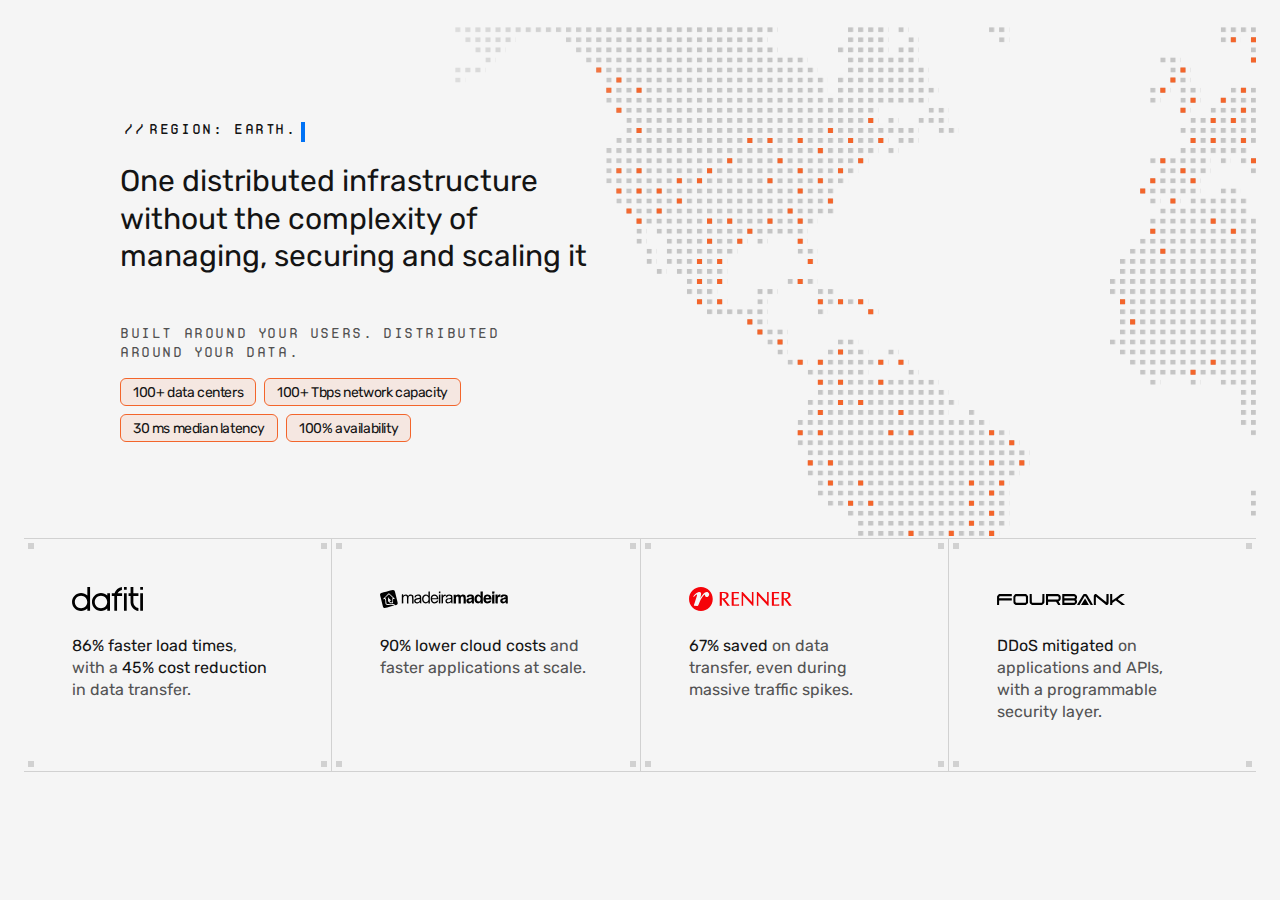 //REGION: EARTH.
One distributed infrastructure
without the complexity of
managing, securing and scaling it
BUILT AROUND YOUR USERS. DISTRIBUTED
AROUND YOUR DATA.
100+ data centers
100+ Tbps network capacity
30 ms median latency
100% availability
dafiti
86% faster load times,
with a 45% cost reduction
in data transfer.
madeiramadeira
90% lower cloud costs and
faster applications at scale.
r RENNER
67% saved on data
transfer, even during
massive traffic spikes.
FOURBANK
DDoS mitigated on
applications and APIs,
with a programmable
security layer.